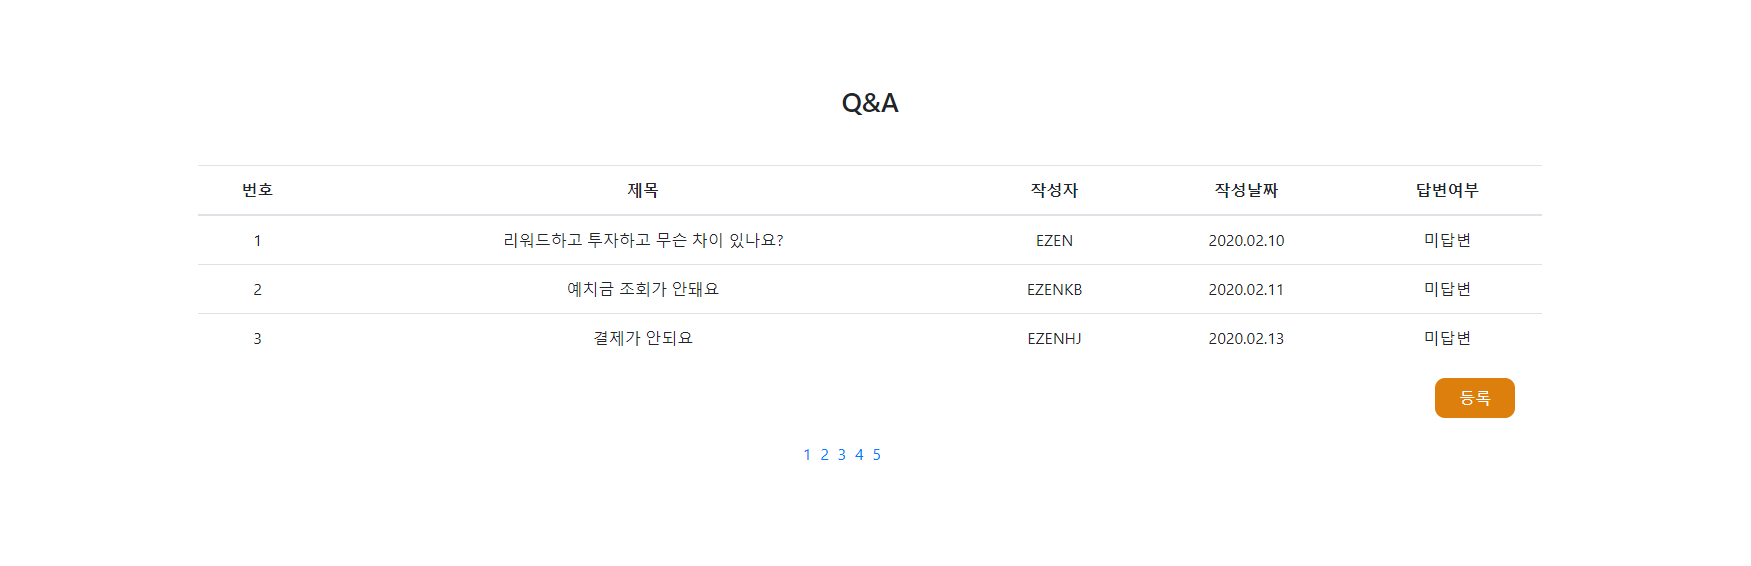 Q&A
번호 제목 작성자 작성날짜 답변여부
1 리워드하고 투자하고 무슨 차이 있나요? EZEN 2020.02.10 미답변
2 예치금 조회가 안돼요 EZENKB 2020.02.11 미답변
3 결제가 안되요 EZENHJ 2020.02.13 미답변
등록
1 2 3 4 5